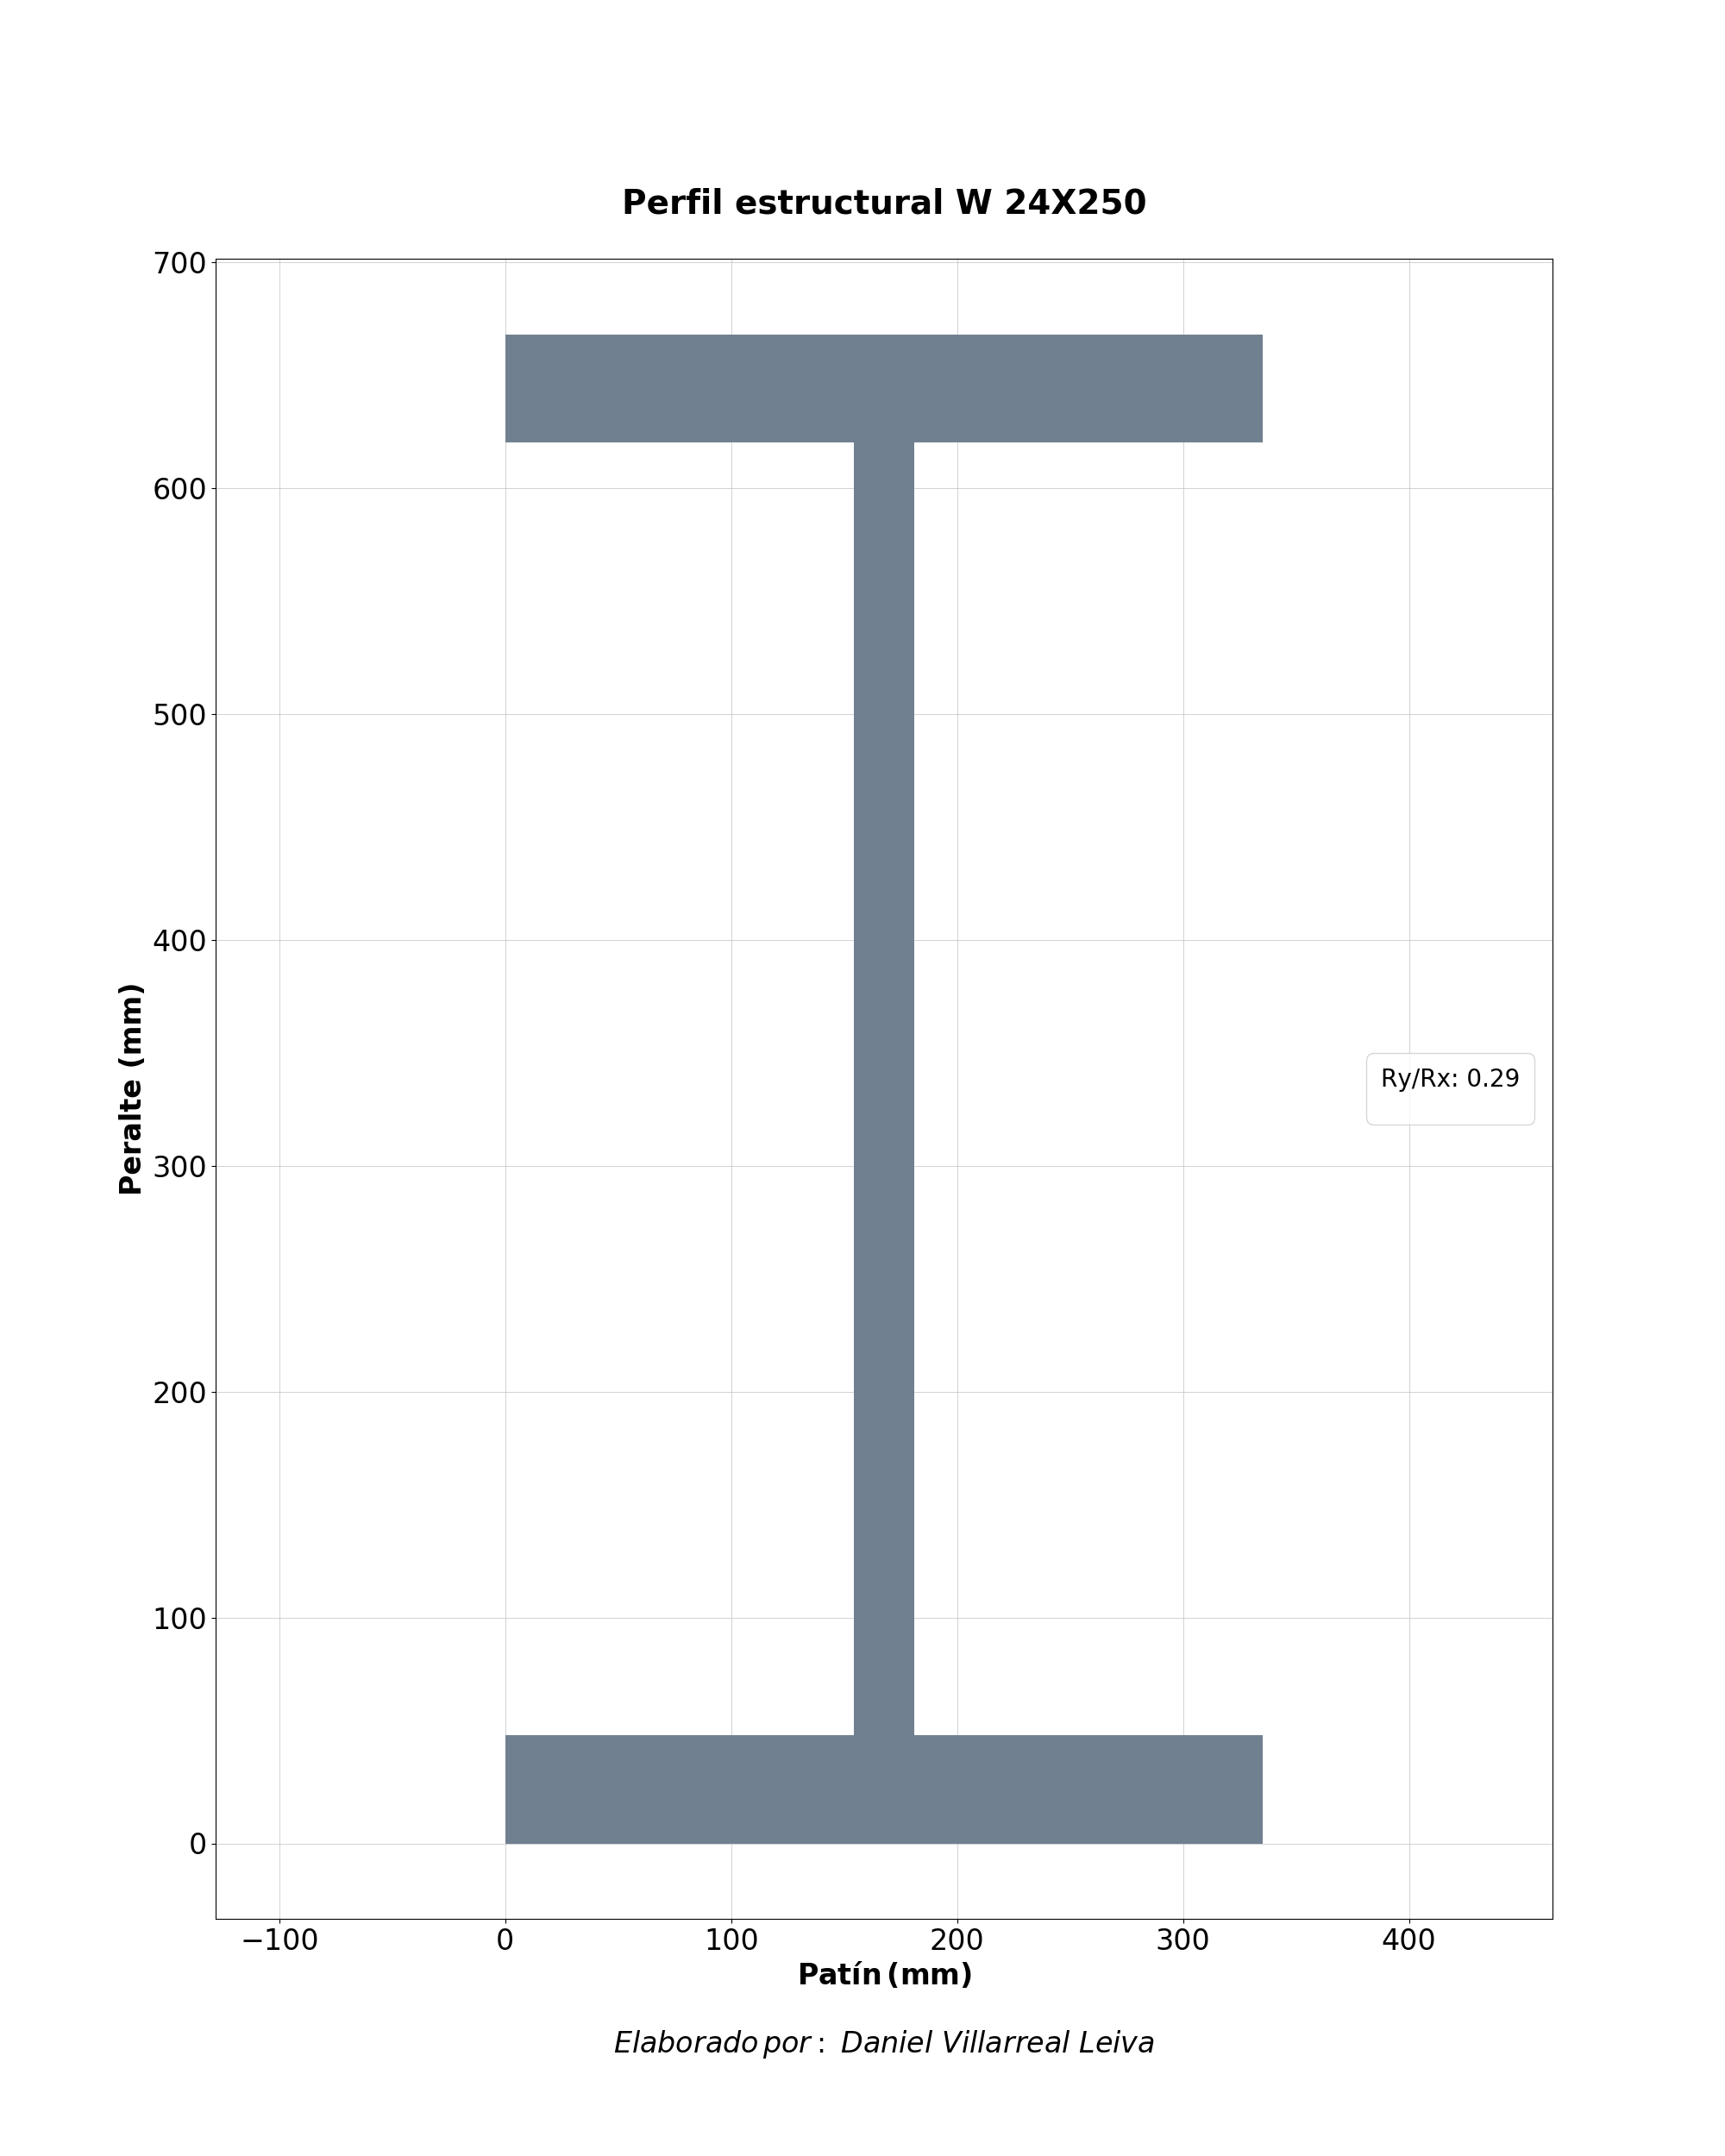 Perfil estructural W 24X250
700
600
500
400
300
200
100
0
Peralte (mm)
Ry/Rx: 0.29
−100 0 100 200 300 400
Patín (mm)
Elaborado por: Daniel Villarreal Leiva